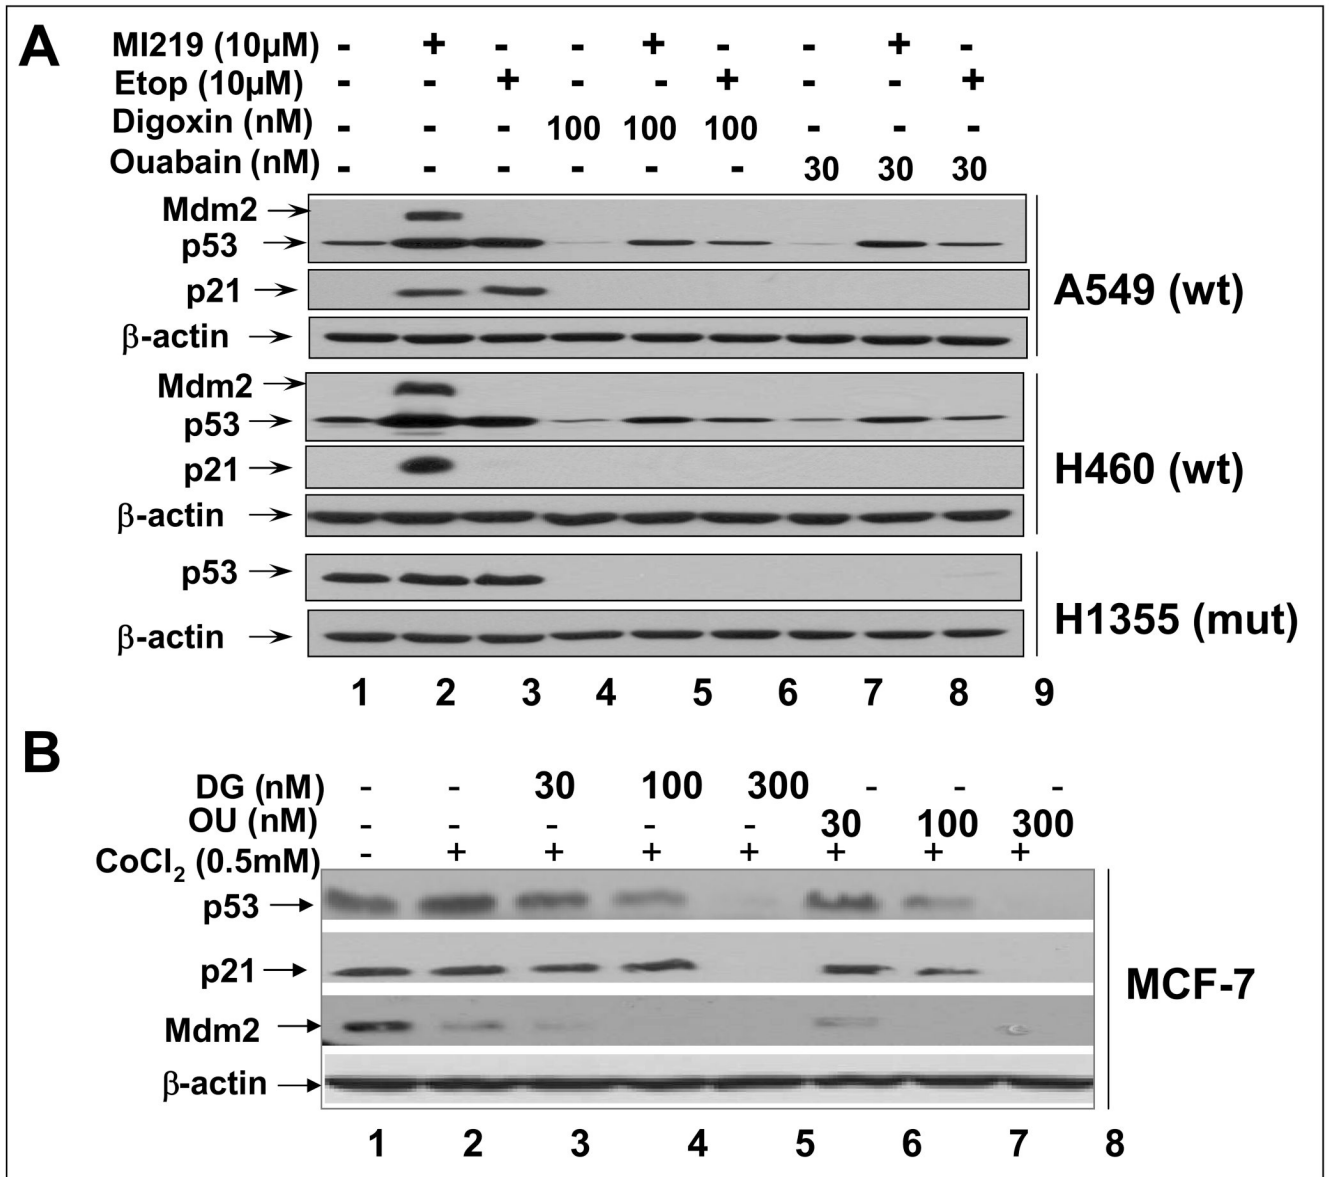 A
MI219 (10µM) - + - - + - - + -
Etop (10µM) - - + - - + - - +
Digoxin (nM) - - - 100 100 100 - - -
Ouabain (nM) - - - - - - 30 30 30
Mdm2
p53
p21
β-actin
A549 (wt)
Mdm2
p53
p21
β-actin
H460 (wt)
p53
β-actin
H1355 (mut)
1 2 3 4 5 6 7 8 9
B
DG (nM) - - 30 100 300 - - -
OU (nM) - - - - - 30 100 300
CoCl₂ (0.5mM) - + + + + + + +
p53
p21
Mdm2
β-actin
MCF-7
1 2 3 4 5 6 7 8